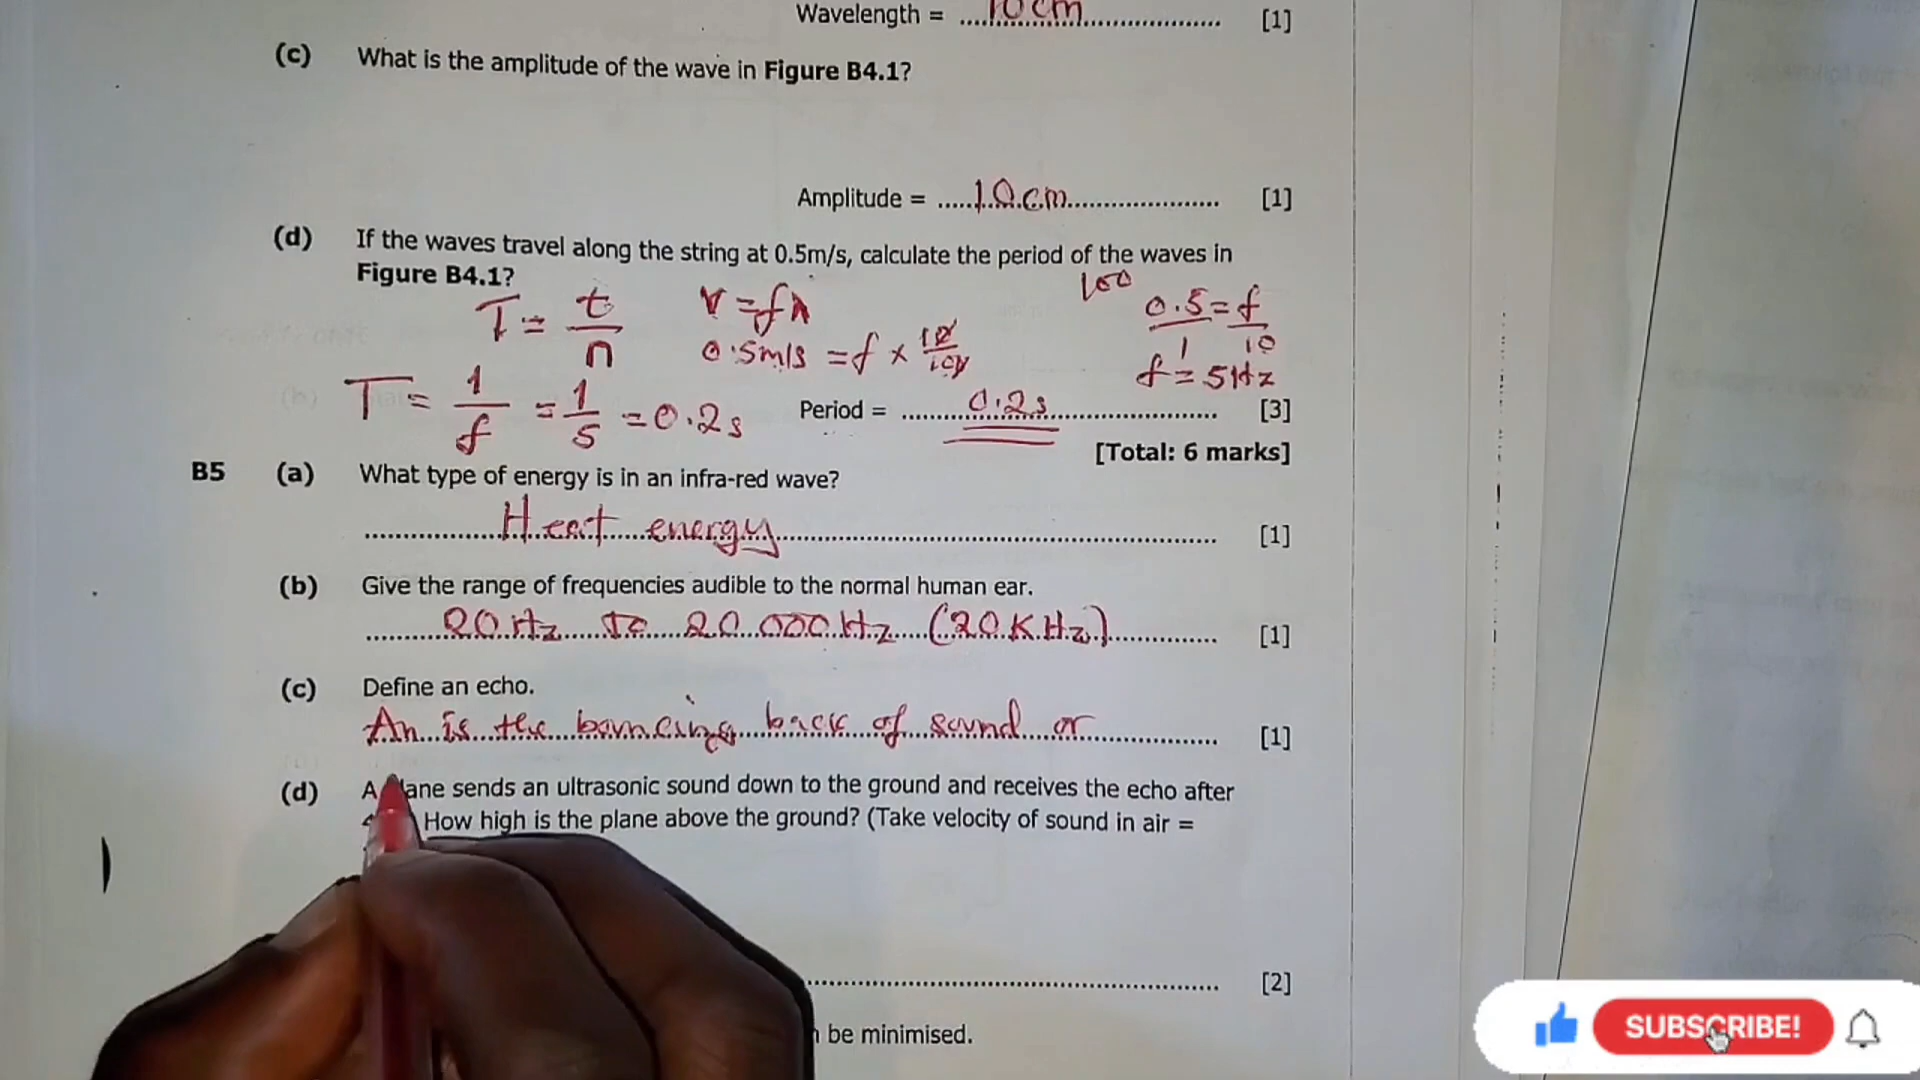 Wavelength = 10cm [1]
(c) What is the amplitude of the wave in Figure B4.1?
Amplitude = 10cm [1]
(d) If the waves travel along the string at 0.5m/s, calculate the period of the waves in
Figure B4.1?
T = t/n V = fλ 100 0.5/1 = f/10
0.5m/s = f × 10/100 f = 5Hz
T = 1/f = 1/5 = 0.2s Period = 0.2s [3]
[Total: 6 marks]
B5 (a) What type of energy is in an infra-red wave?
Heat energy [1]
(b) Give the range of frequencies audible to the normal human ear.
20Hz to 20 000Hz (20KHz) [1]
(c) Define an echo.
An is the bouncing back of sound or [1]
(d) A plane sends an ultrasonic sound down to the ground and receives the echo after
How high is the plane above the ground? (Take velocity of sound in air =
[2]
be minimised.
SUBSCRIBE!